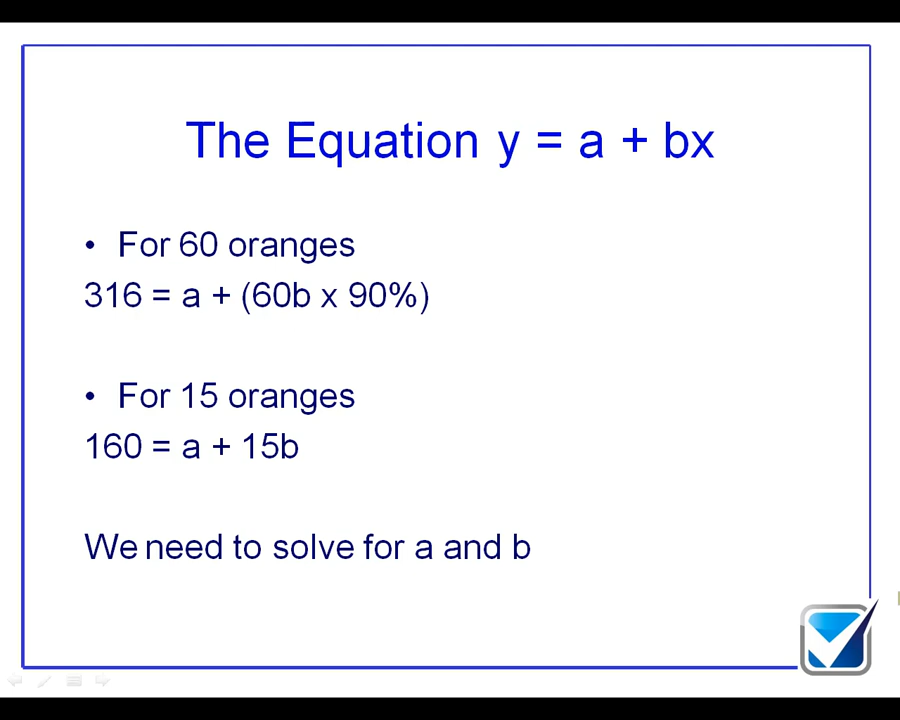 The Equation y = a + bx
• For 60 oranges
316 = a + (60b x 90%)
• For 15 oranges
160 = a + 15b
We need to solve for a and b